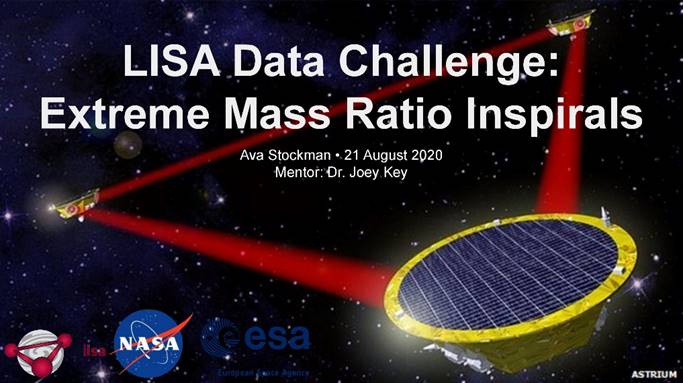 LISA Data Challenge:
Extreme Mass Ratio Inspirals
Ava Stockman • 21 August 2020
Mentor: Dr. Joey Key
lisa
NASA
esa
European Space Agency
ASTRIUM